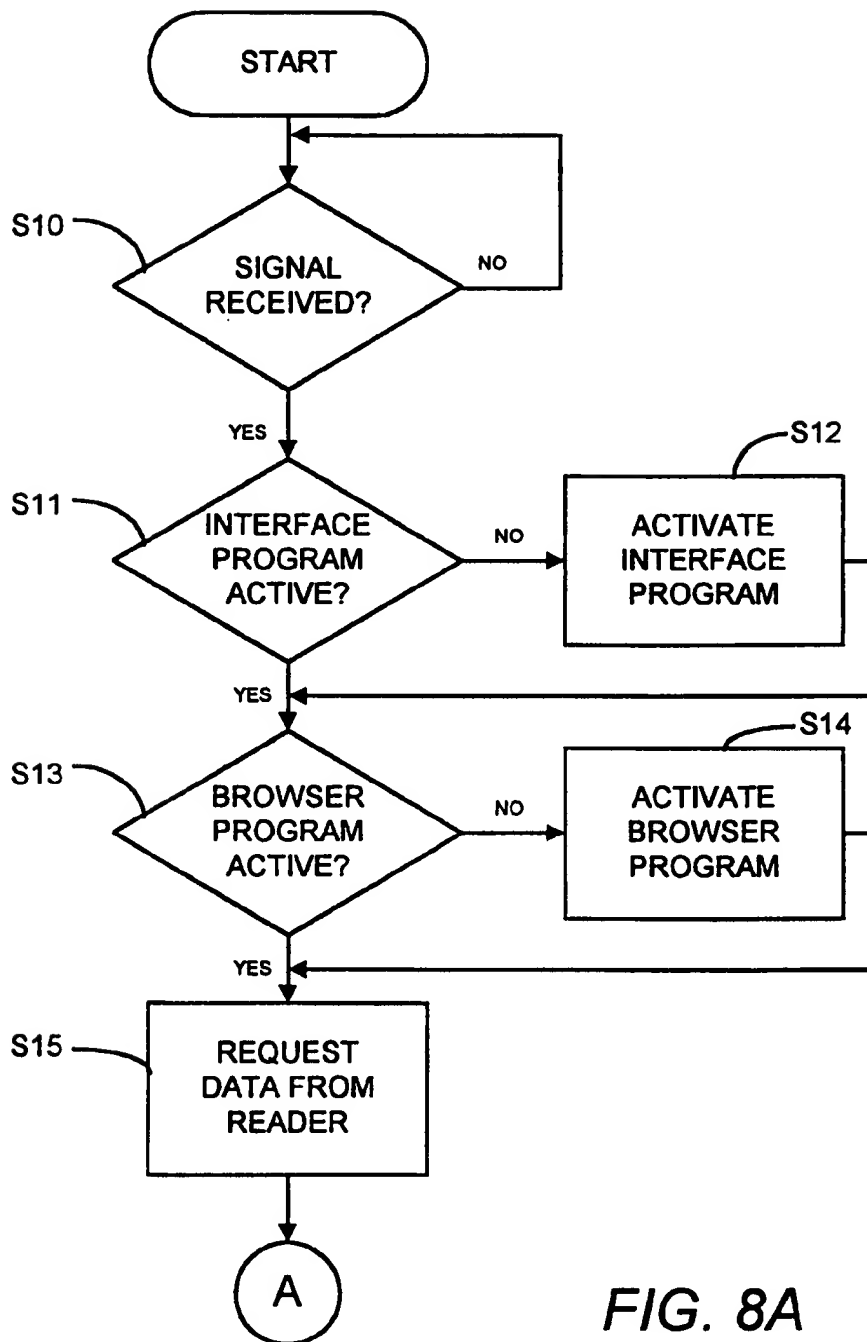 START
S10
SIGNAL
RECEIVED?
NO
YES
S11
INTERFACE
PROGRAM
ACTIVE?
NO
S12
ACTIVATE
INTERFACE
PROGRAM
YES
S13
BROWSER
PROGRAM
ACTIVE?
NO
S14
ACTIVATE
BROWSER
PROGRAM
YES
S15
REQUEST
DATA FROM
READER
A
FIG. 8A